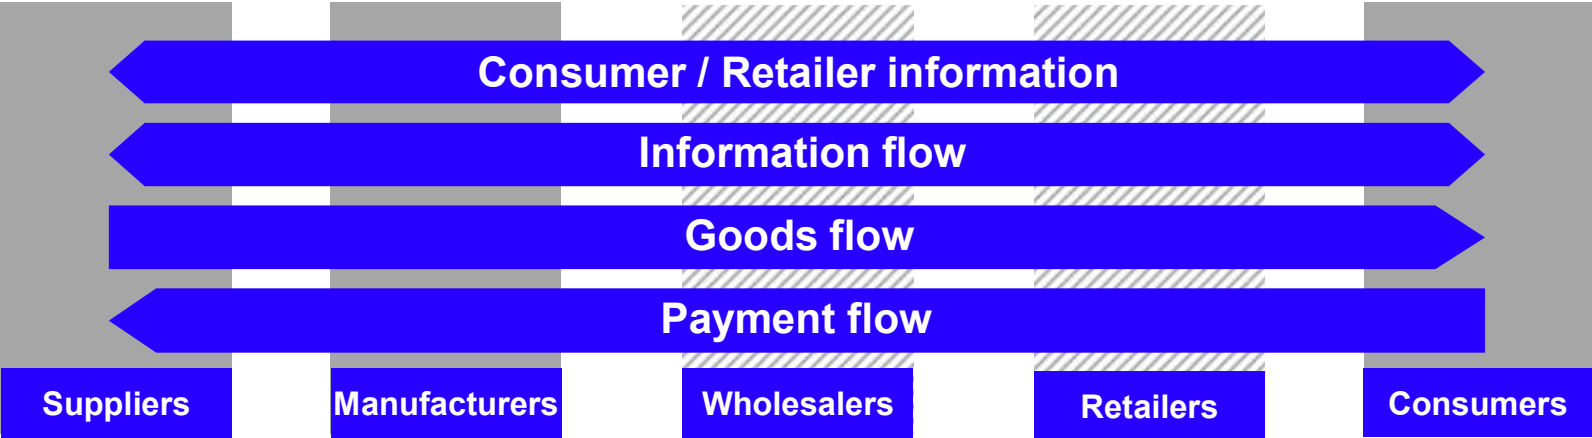 Consumer / Retailer information
Information flow
Goods flow
Payment flow
Suppliers
Manufacturers
Wholesalers
Retailers
Consumers